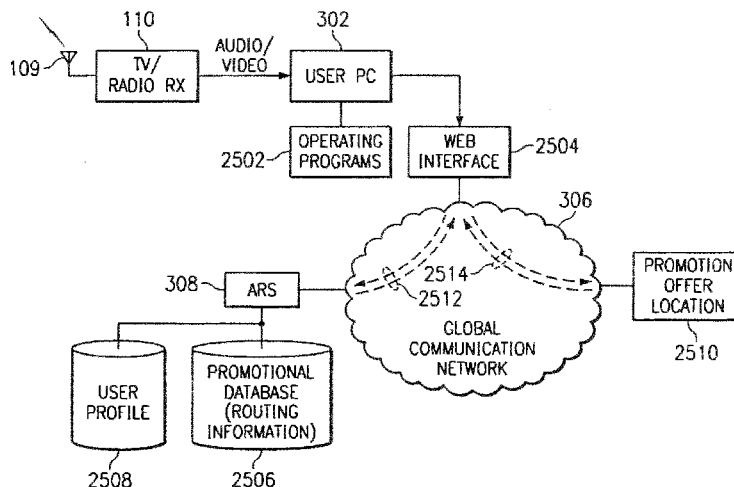 110
302
109
TV/
RADIO RX
AUDIO/
VIDEO
USER PC
2502
OPERATING
PROGRAMS
WEB
INTERFACE
2504
306
308
ARS
2514
2512
PROMOTION
OFFER
LOCATION
2510
GLOBAL
COMMUNICATION
NETWORK
USER
PROFILE
2508
PROMOTIONAL
DATABASE
(ROUTING
INFORMATION)
2506